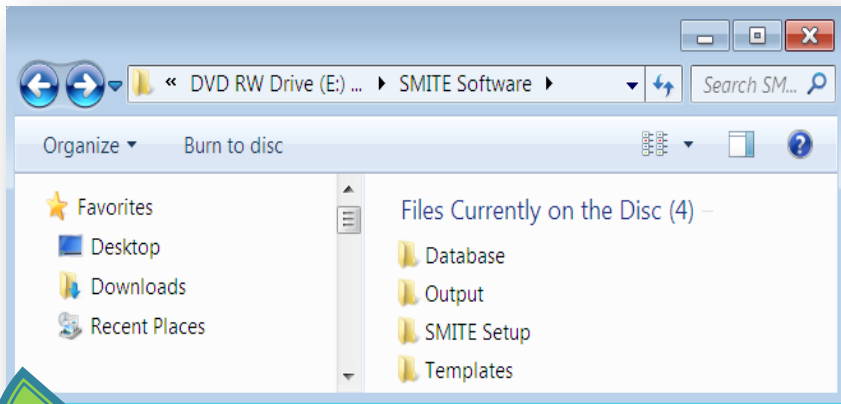 « DVD RW Drive (E:) ... ▸ SMITE Software ▸ Search SM...
Organize ▾ Burn to disc
Favorites
Desktop
Downloads
Recent Places
Files Currently on the Disc (4)
Database
Output
SMITE Setup
Templates